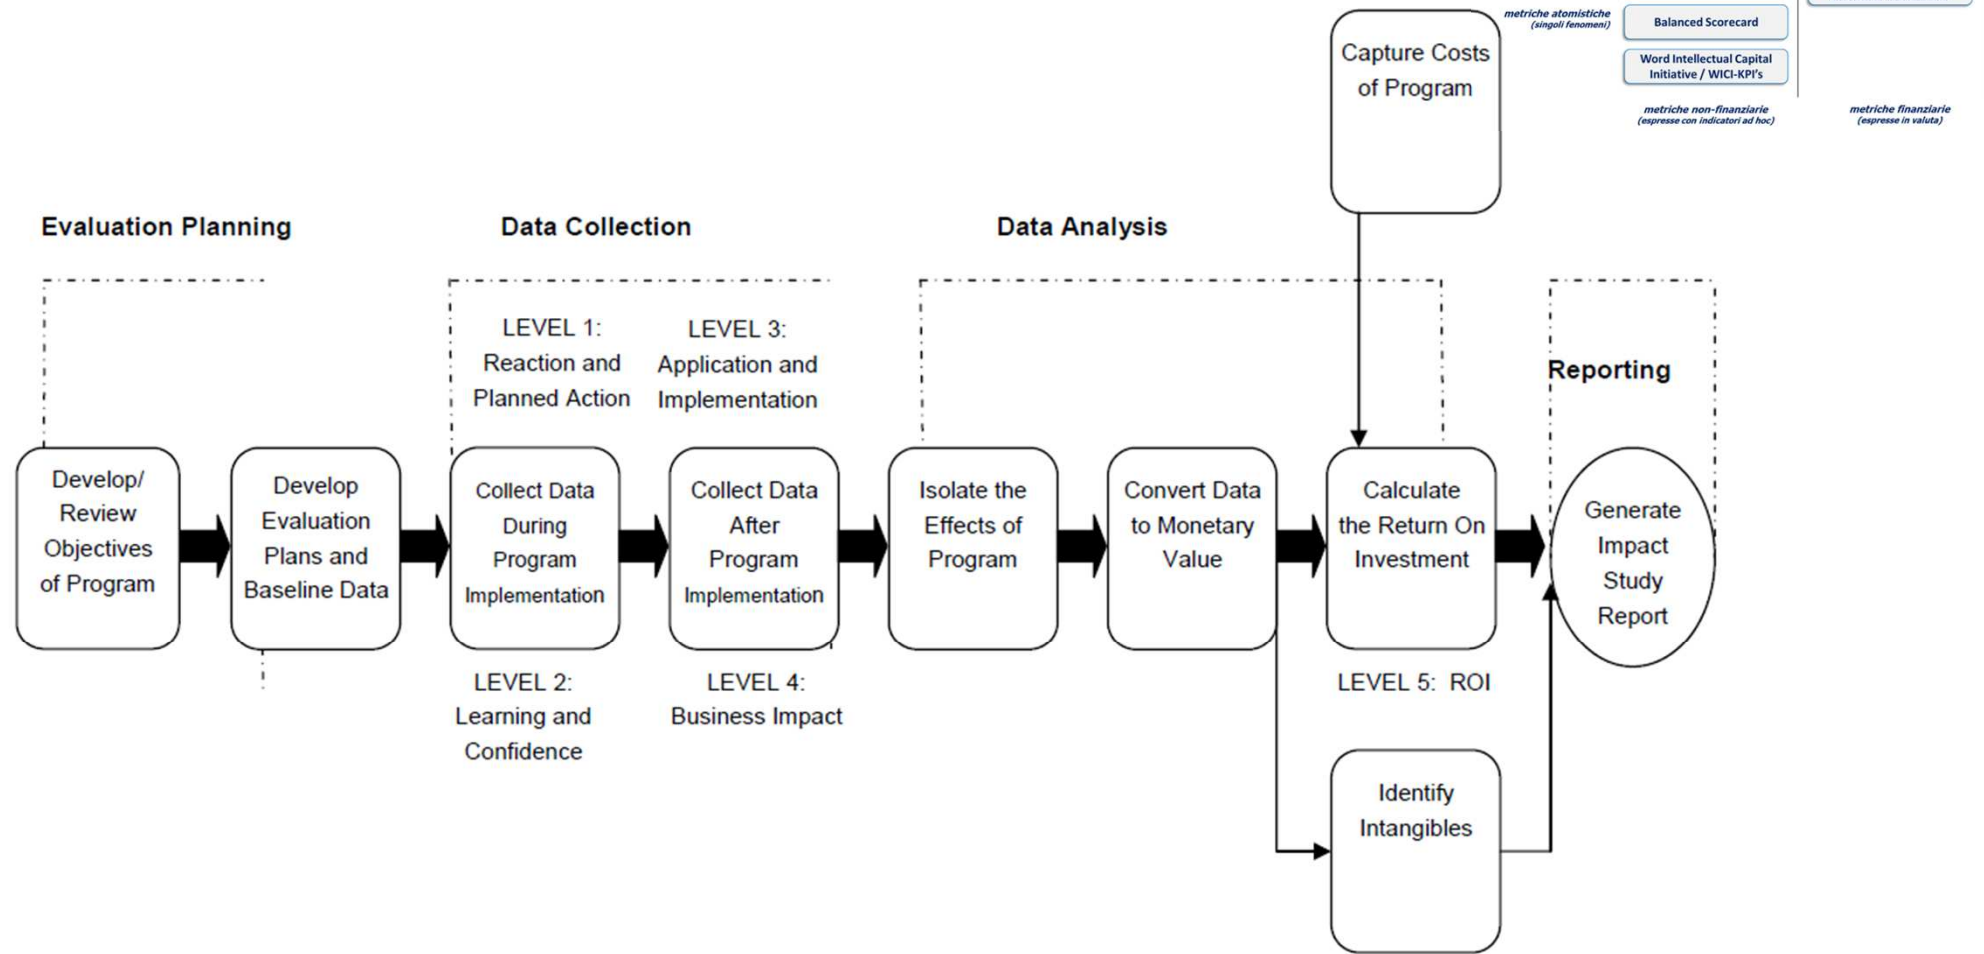 metriche atomistiche
(singoli fenomeni)
Balanced Scorecard
Word Intellectual Capital
Initiative / WICI-KPI's
metriche non-finanziarie
(espresse con indicatori ad hoc)
metriche finanziarie
(espresse in valuta)
Capture Costs
of Program
Evaluation Planning
Data Collection
Data Analysis
Reporting
LEVEL 1:
Reaction and
Planned Action
LEVEL 3:
Application and
Implementation
Develop/
Review
Objectives
of Program
Develop
Evaluation
Plans and
Baseline Data
Collect Data
During
Program
Implementation
Collect Data
After
Program
Implementation
Isolate the
Effects of
Program
Convert Data
to Monetary
Value
Calculate
the Return On
Investment
Generate
Impact
Study
Report
LEVEL 2:
Learning and
Confidence
LEVEL 4:
Business Impact
LEVEL 5: ROI
Identify
Intangibles